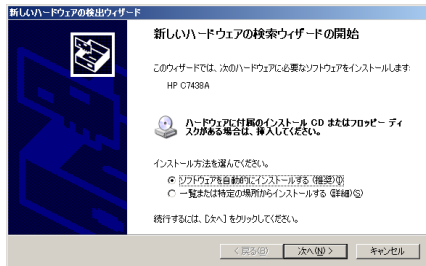 新しいハードウェアの検出ウィザード
新しいハードウェアの検索ウィザードの開始
このウィザードでは、次のハードウェアに必要なソフトウェアをインストールします:
HP C7438A
ハードウェアに付属のインストール CD またはフロッピー ディ
スクがある場合は、挿入してください。
インストール方法を選んでください。
ソフトウェアを自動的にインストールする (推奨)(I)
一覧または特定の場所からインストールする (詳細)(S)
続行するには、[次へ] をクリックしてください。
< 戻る(B) 次へ(N) > キャンセル